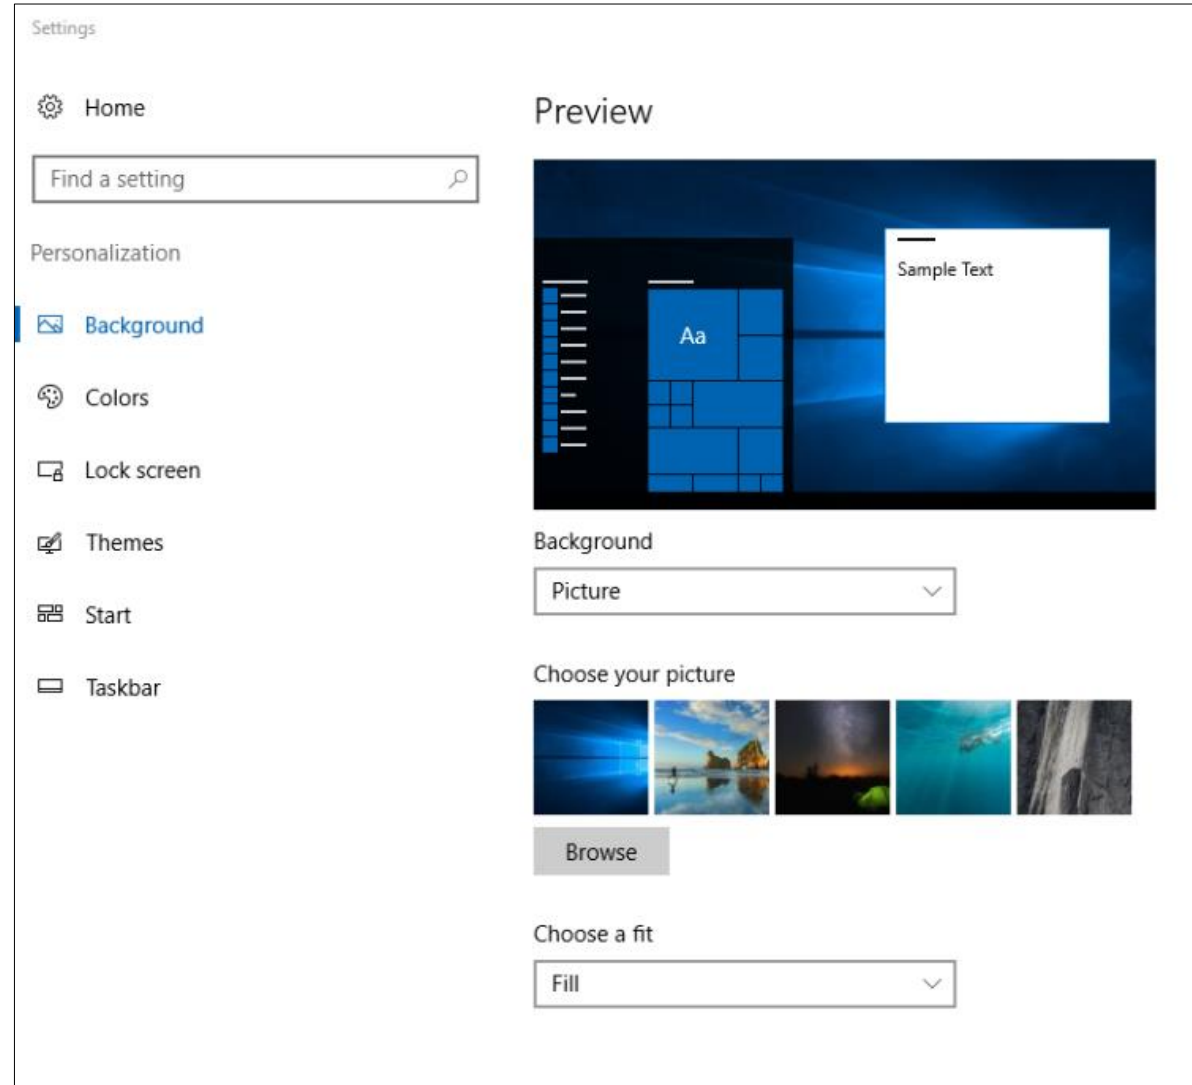 Settings
Home
Find a setting
Personalization
Background
Colors
Lock screen
Themes
Start
Taskbar
Preview
Sample Text
Aa
Background
Picture
Choose your picture
Browse
Choose a fit
Fill